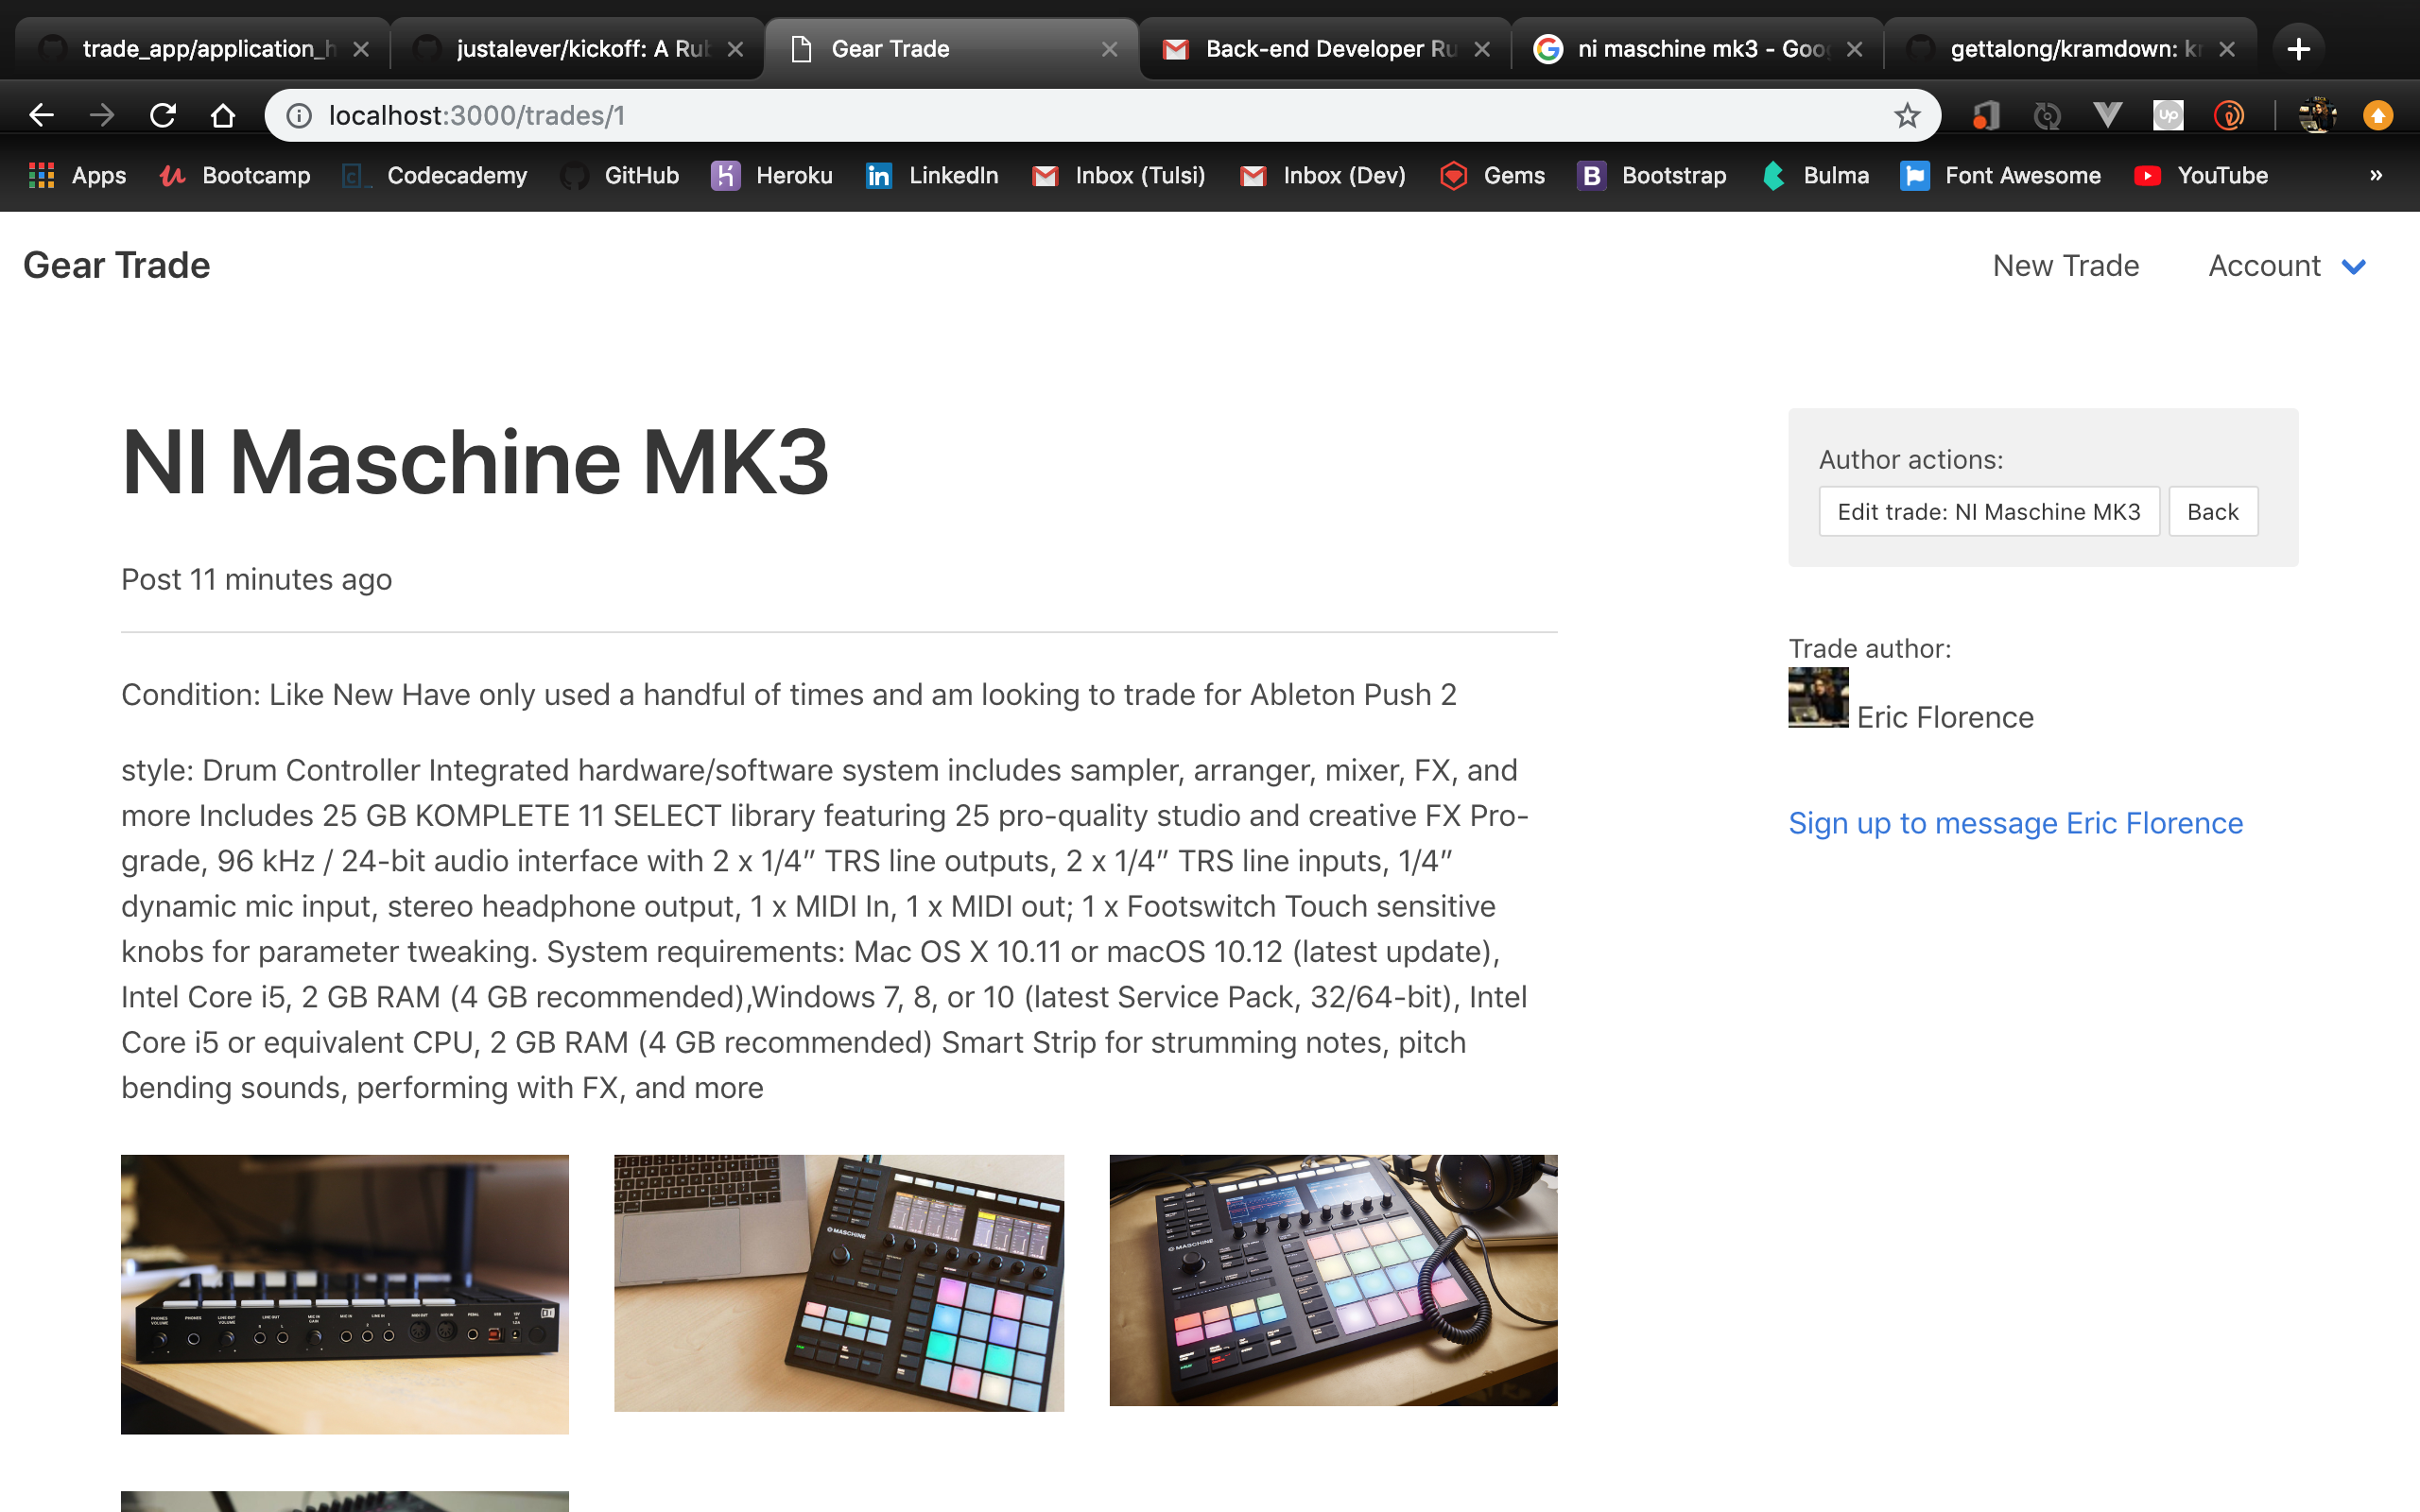 trade_app/application_h
justalever/kickoff: A Rub
Gear Trade
Back-end Developer Ru
ni maschine mk3 - Goog
gettalong/kramdown: kr
localhost:3000/trades/1
Apps
Bootcamp
Codecademy
GitHub
Heroku
LinkedIn
Inbox (Tulsi)
Inbox (Dev)
Gems
B
Bootstrap
Bulma
Font Awesome
YouTube
»
Gear Trade
New Trade
Account
NI Maschine MK3
Post 11 minutes ago
Condition: Like New Have only used a handful of times and am looking to trade for Ableton Push 2
style: Drum Controller Integrated hardware/software system includes sampler, arranger, mixer, FX, and
more Includes 25 GB KOMPLETE 11 SELECT library featuring 25 pro-quality studio and creative FX Pro-
grade, 96 kHz / 24-bit audio interface with 2 x 1/4” TRS line outputs, 2 x 1/4” TRS line inputs, 1/4”
dynamic mic input, stereo headphone output, 1 x MIDI In, 1 x MIDI out; 1 x Footswitch Touch sensitive
knobs for parameter tweaking. System requirements: Mac OS X 10.11 or macOS 10.12 (latest update),
Intel Core i5, 2 GB RAM (4 GB recommended),Windows 7, 8, or 10 (latest Service Pack, 32/64-bit), Intel
Core i5 or equivalent CPU, 2 GB RAM (4 GB recommended) Smart Strip for strumming notes, pitch
bending sounds, performing with FX, and more
MASCHINE
MASCHINE
Author actions:
Edit trade: NI Maschine MK3
Back
Trade author:
Eric Florence
Sign up to message Eric Florence